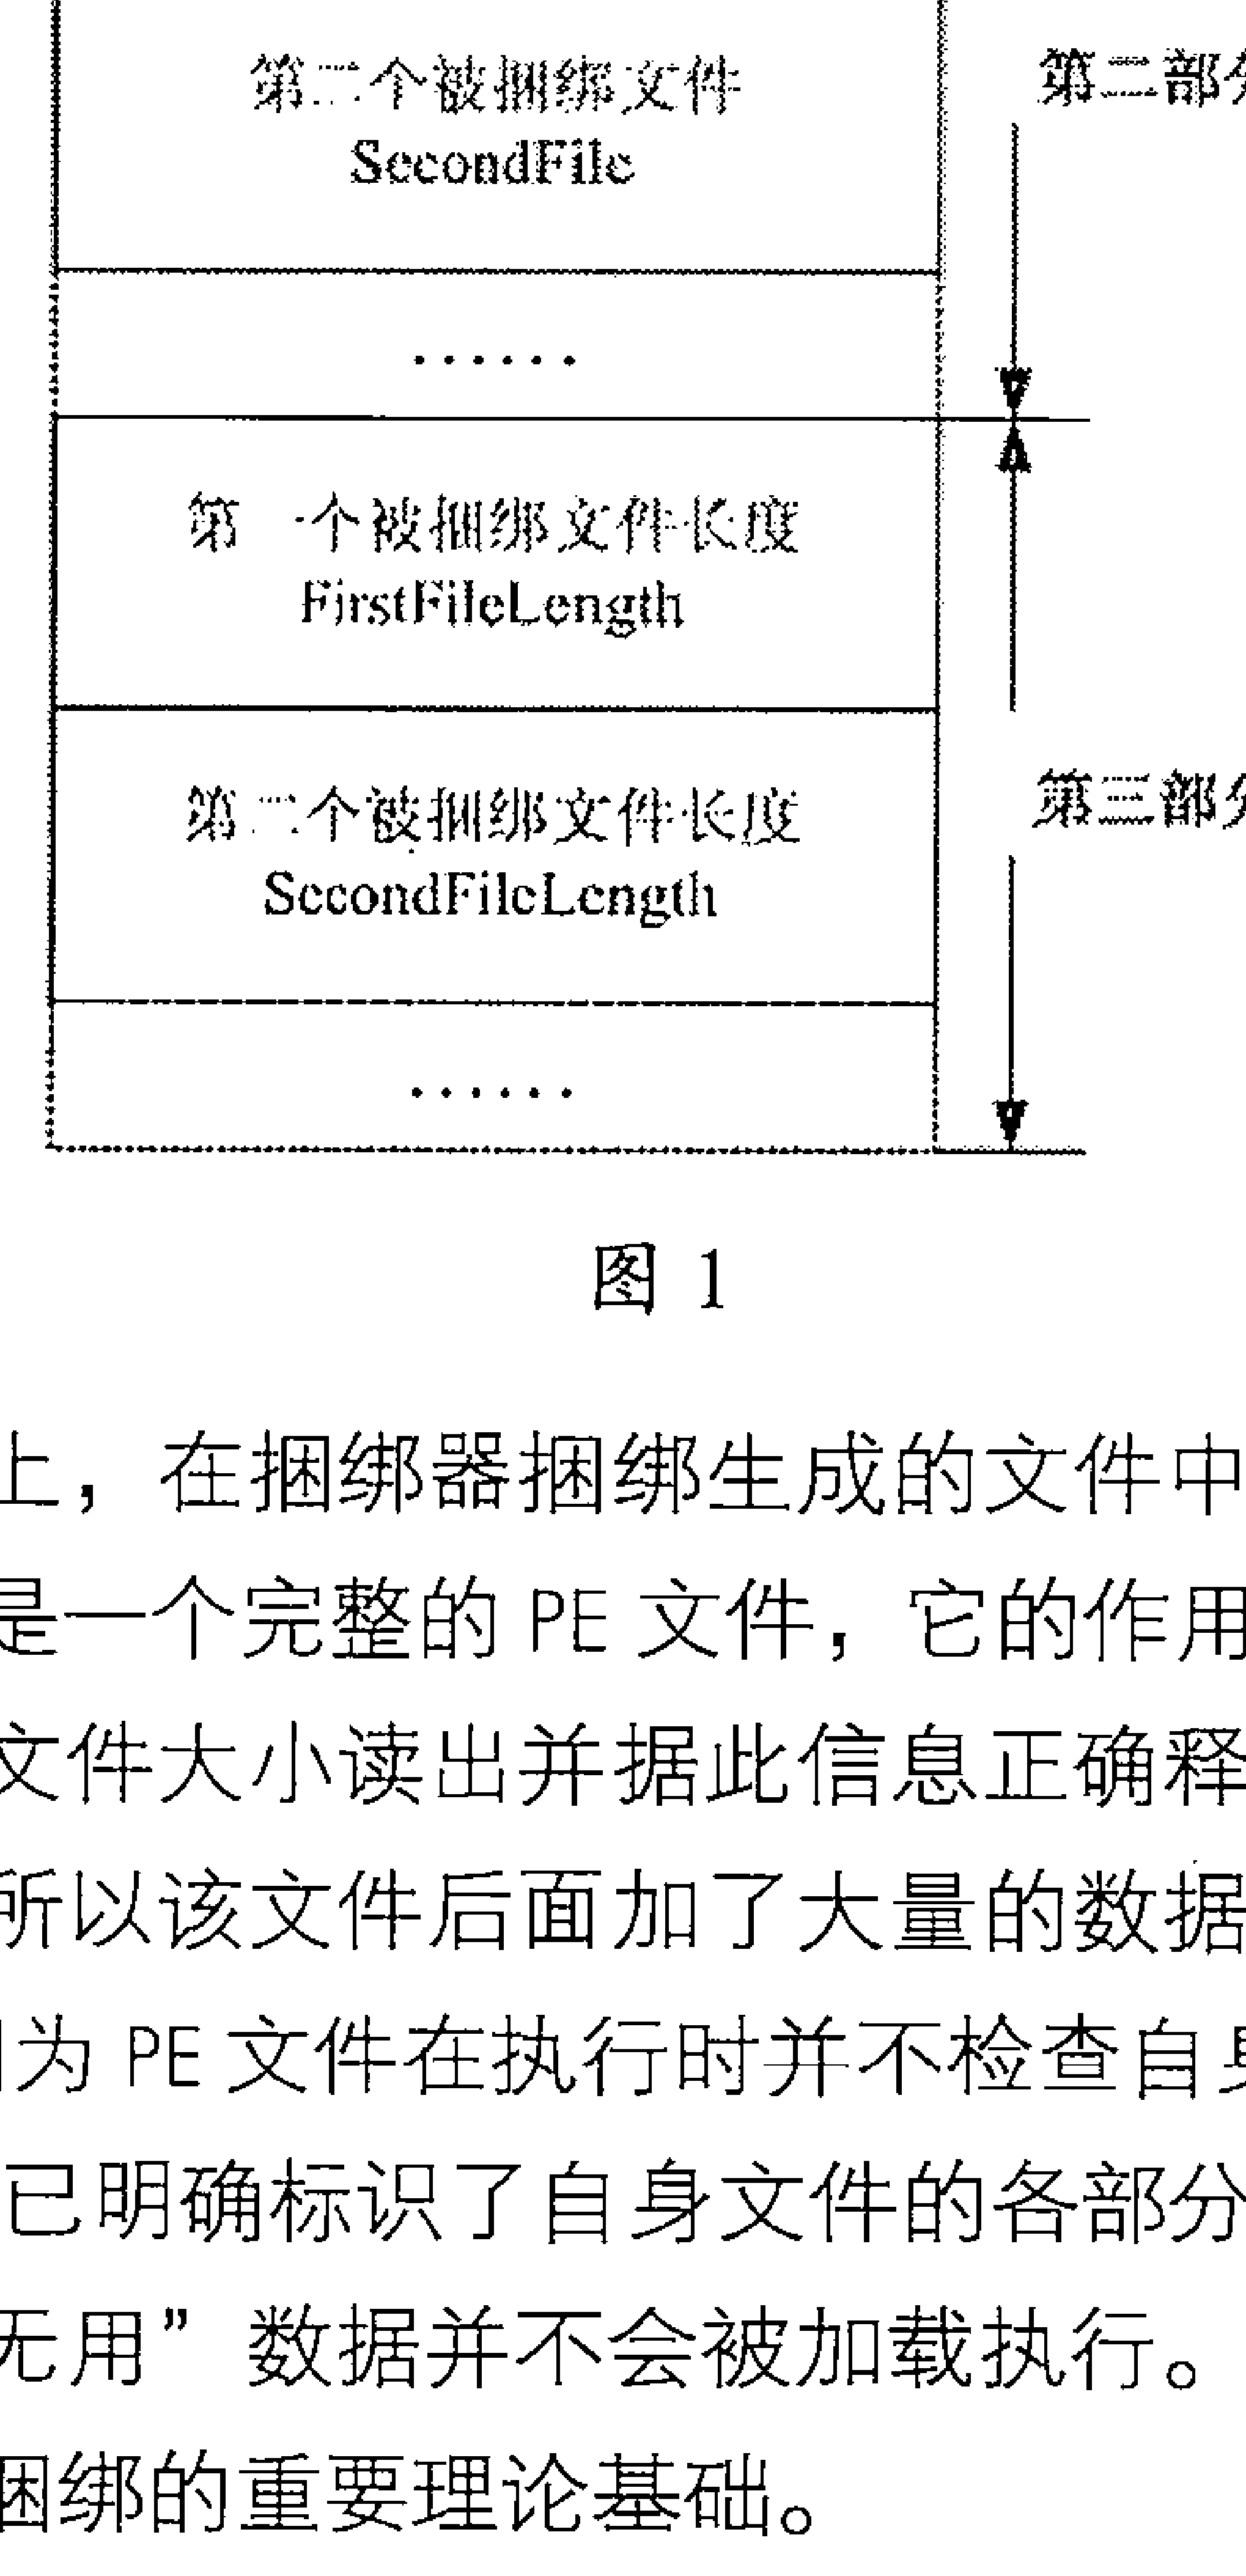 第二个被捆绑文件
SecondFile
第二部分
……
第一个被捆绑文件长度
FirstFileLength
第二个被捆绑文件长度
SecondFileLength
第三部分
……
图 1
上，在捆绑器捆绑生成的文件中
是一个完整的 PE 文件，它的作用
文件大小读出并据此信息正确释
所以该文件后面加了大量的数据
因为 PE 文件在执行时并不检查自身
已明确标识了自身文件的各部分
无用”数据并不会被加载执行。
捆绑的重要理论基础。